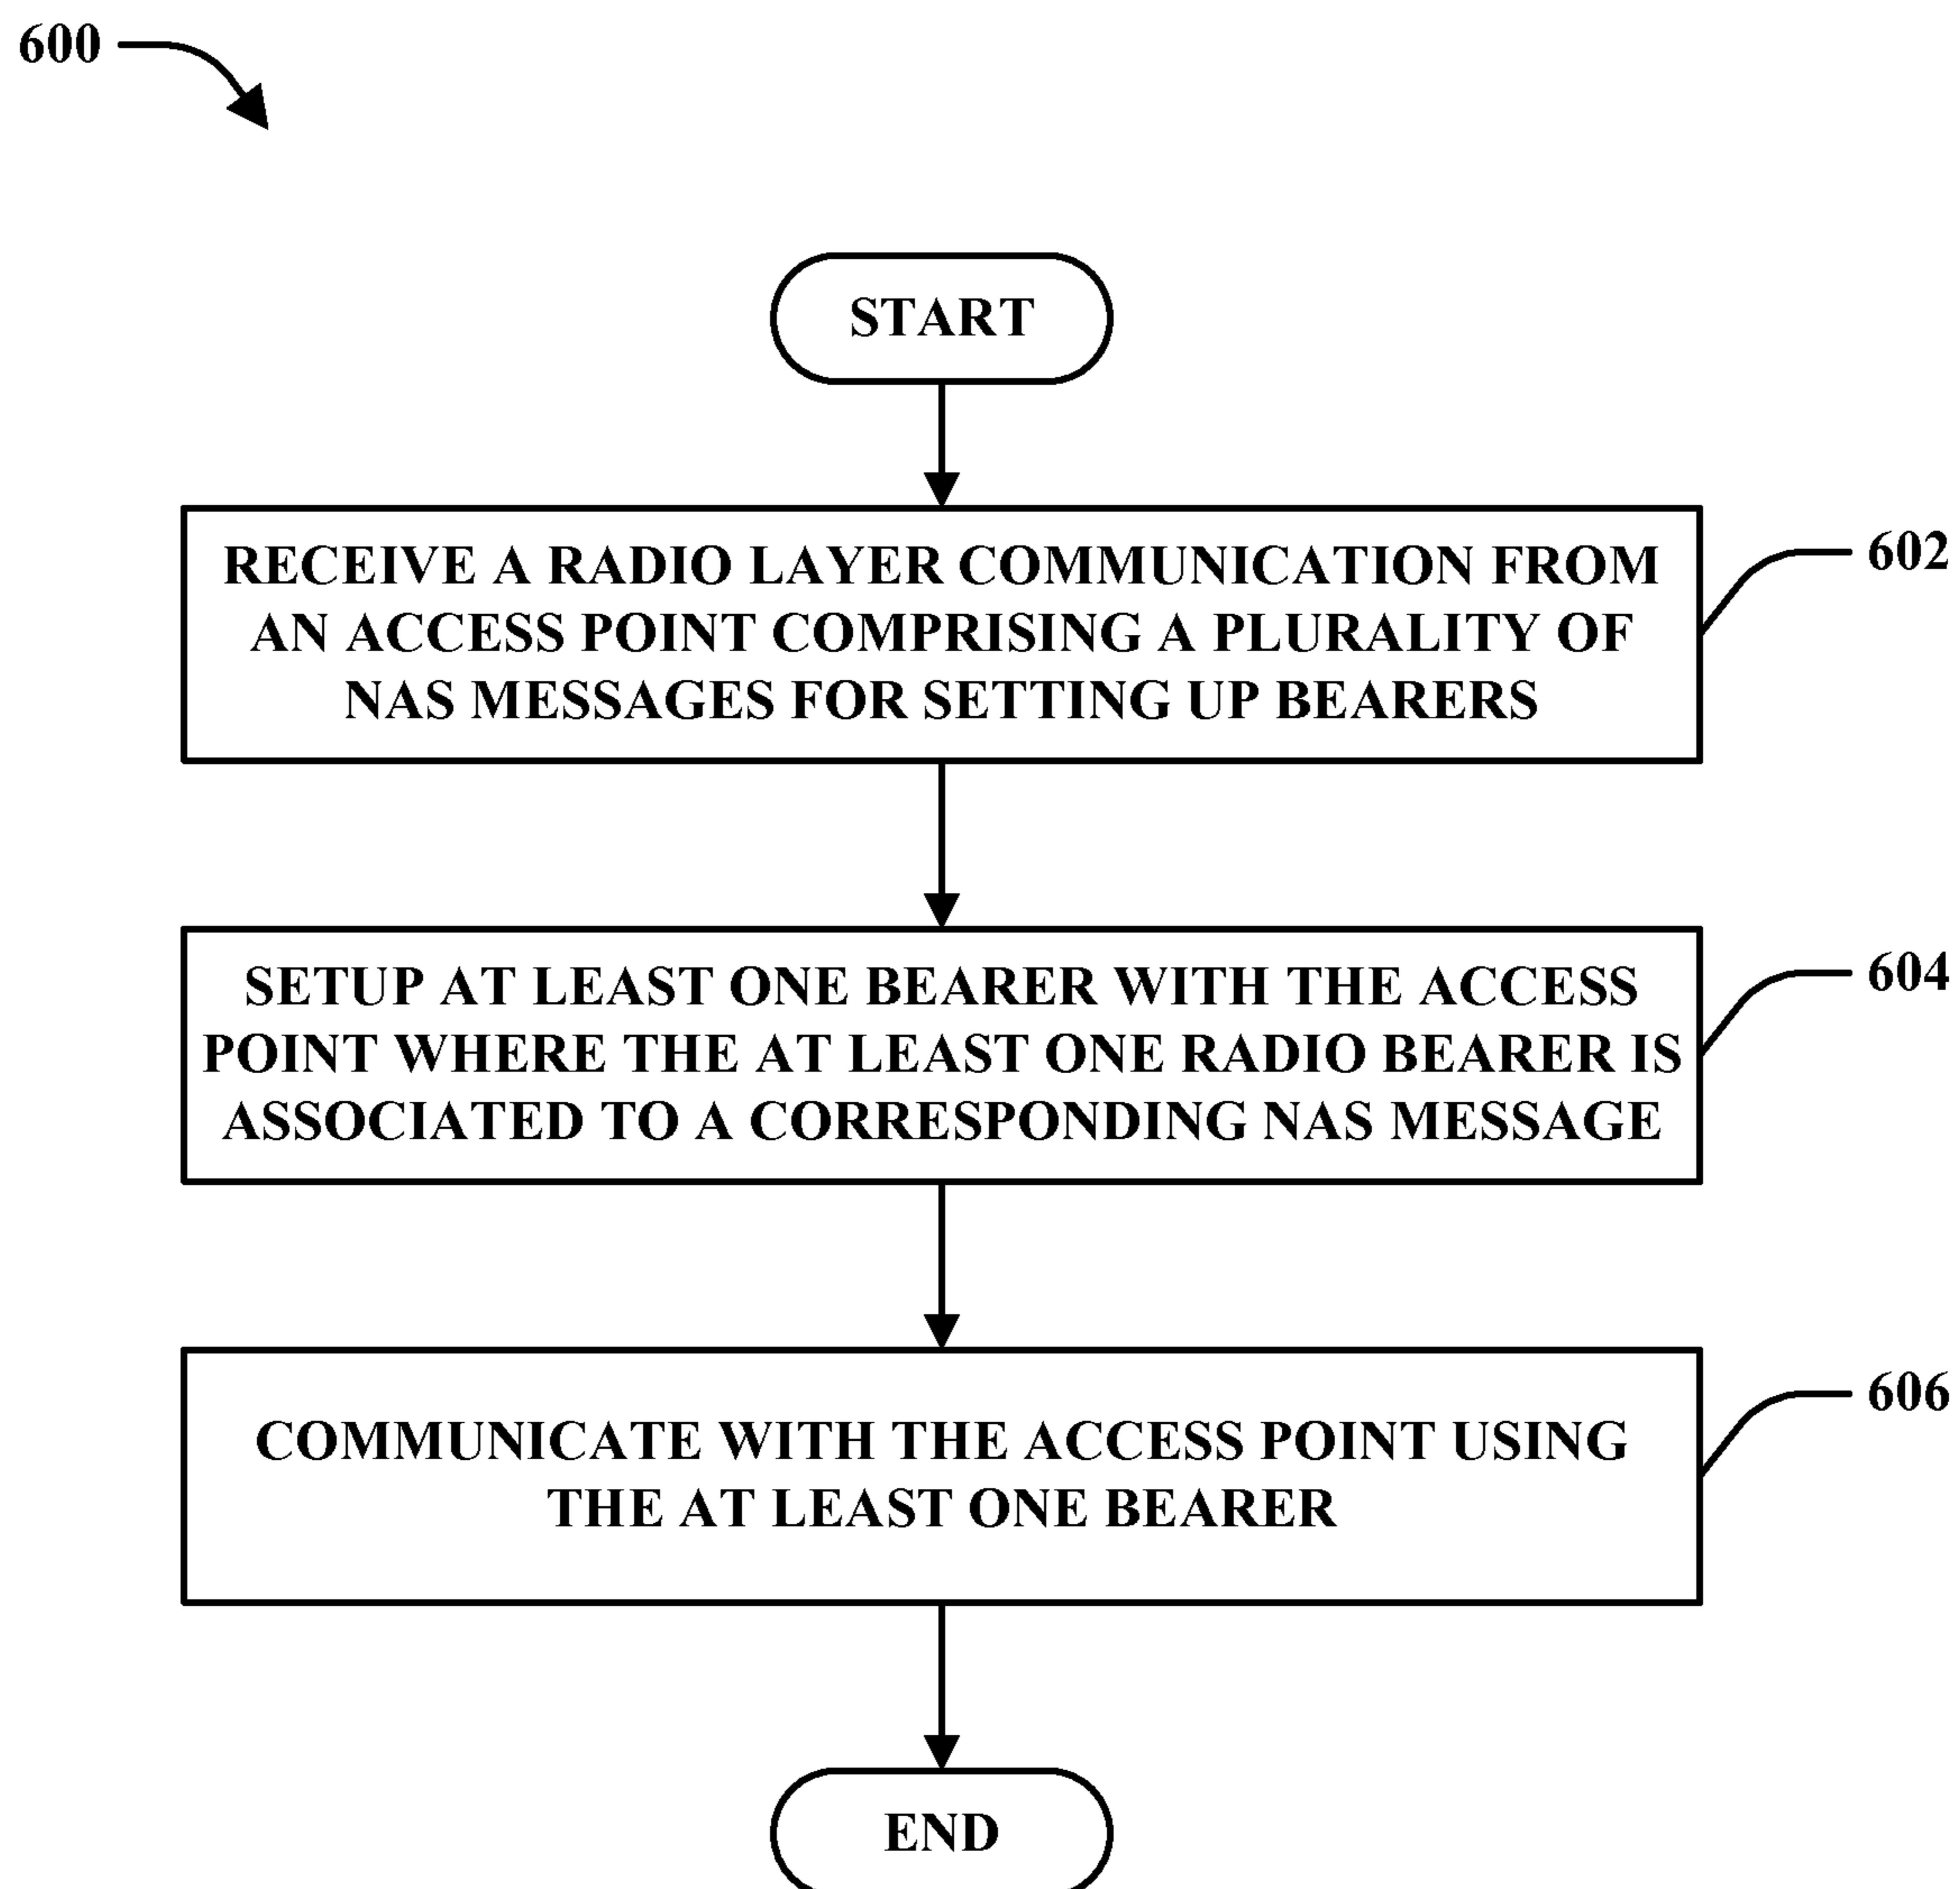 600
START
RECEIVE A RADIO LAYER COMMUNICATION FROM
AN ACCESS POINT COMPRISING A PLURALITY OF
NAS MESSAGES FOR SETTING UP BEARERS
602
SETUP AT LEAST ONE BEARER WITH THE ACCESS
POINT WHERE THE AT LEAST ONE RADIO BEARER IS
ASSOCIATED TO A CORRESPONDING NAS MESSAGE
604
COMMUNICATE WITH THE ACCESS POINT USING
THE AT LEAST ONE BEARER
606
END